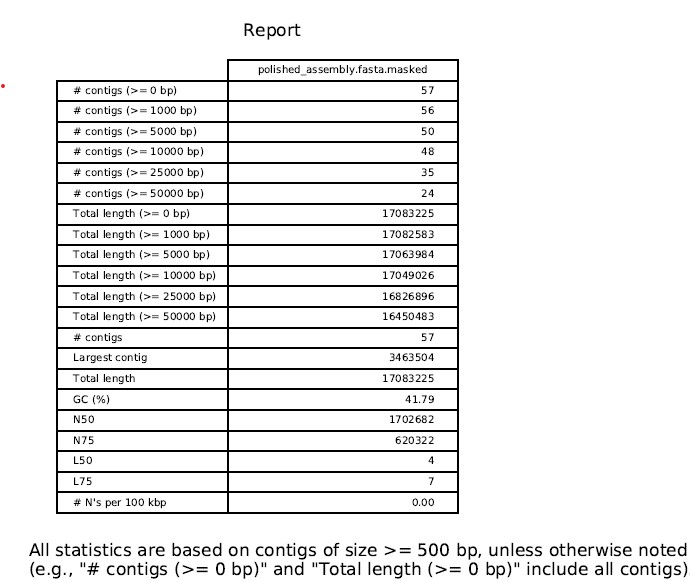 Report
polished_assembly.fasta.masked
# contigs (>= 0 bp) 57
# contigs (>= 1000 bp) 56
# contigs (>= 5000 bp) 50
# contigs (>= 10000 bp) 48
# contigs (>= 25000 bp) 35
# contigs (>= 50000 bp) 24
Total length (>= 0 bp) 17083225
Total length (>= 1000 bp) 17082583
Total length (>= 5000 bp) 17063984
Total length (>= 10000 bp) 17049026
Total length (>= 25000 bp) 16826896
Total length (>= 50000 bp) 16450483
# contigs 57
Largest contig 3463504
Total length 17083225
GC (%) 41.79
N50 1702682
N75 620322
L50 4
L75 7
# N's per 100 kbp 0.00
All statistics are based on contigs of size >= 500 bp, unless otherwise noted
(e.g., "# contigs (>= 0 bp)" and "Total length (>= 0 bp)" include all contigs)